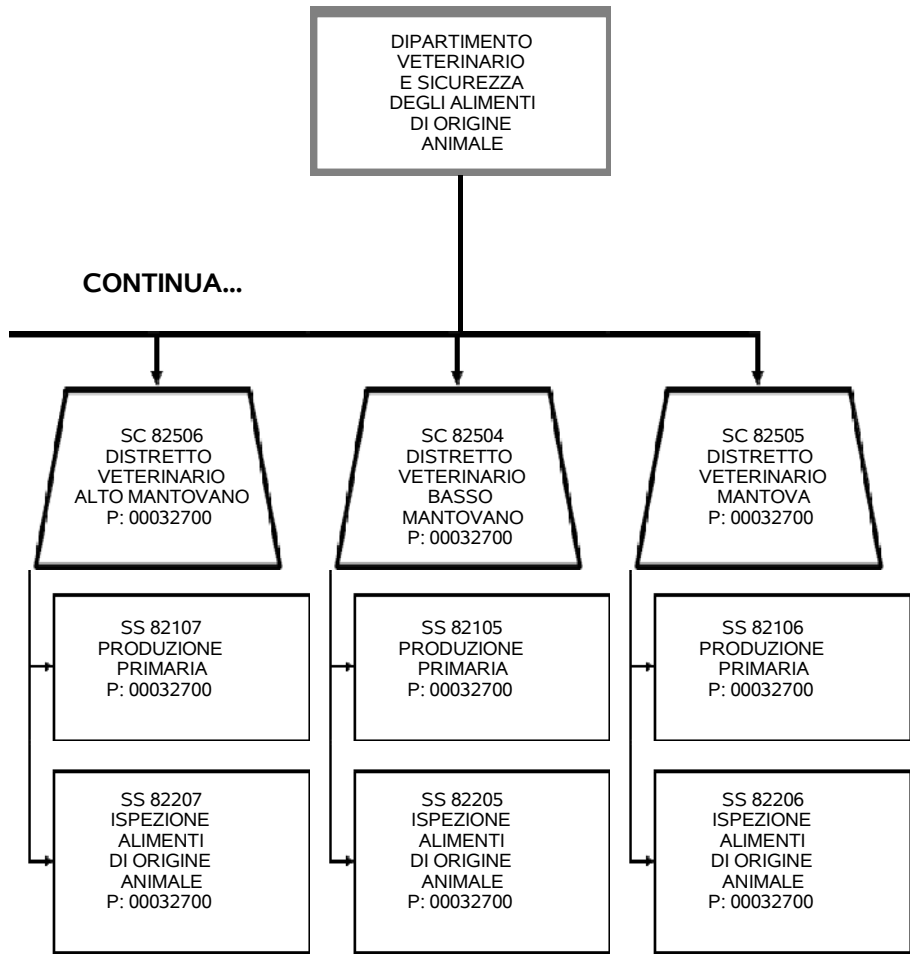 DIPARTIMENTO
VETERINARIO
E SICUREZZA
DEGLI ALIMENTI
DI ORIGINE
ANIMALE
CONTINUA...
SC 82506
DISTRETTO
VETERINARIO
ALTO MANTOVANO
P: 00032700
SC 82504
DISTRETTO
VETERINARIO
BASSO
MANTOVANO
P: 00032700
SC 82505
DISTRETTO
VETERINARIO
MANTOVA
P: 00032700
SS 82107
PRODUZIONE
PRIMARIA
P: 00032700
SS 82105
PRODUZIONE
PRIMARIA
P: 00032700
SS 82106
PRODUZIONE
PRIMARIA
P: 00032700
SS 82207
ISPEZIONE
ALIMENTI
DI ORIGINE
ANIMALE
P: 00032700
SS 82205
ISPEZIONE
ALIMENTI
DI ORIGINE
ANIMALE
P: 00032700
SS 82206
ISPEZIONE
ALIMENTI
DI ORIGINE
ANIMALE
P: 00032700